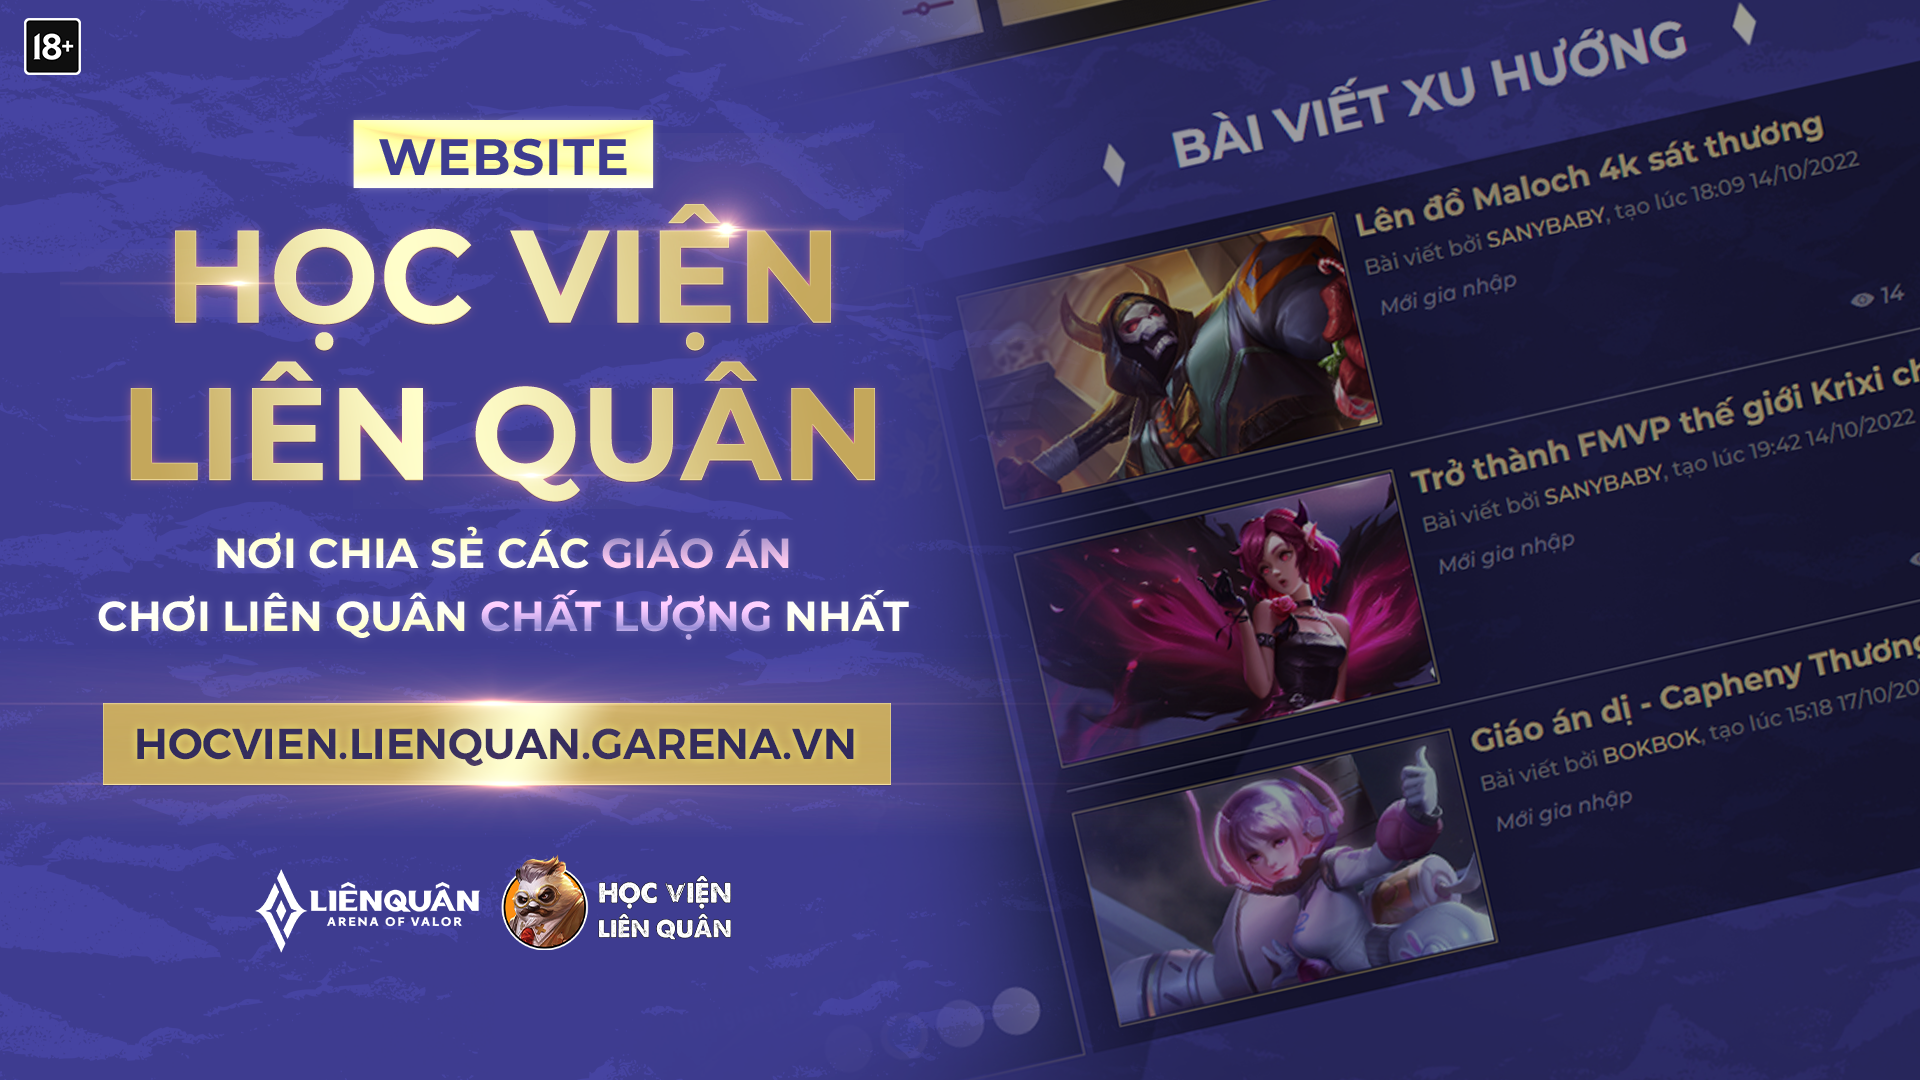 18+
WEBSITE
HỌC VIỆN
LIÊN QUÂN
NƠI CHIA SẺ CÁC GIÁO ÁN
CHƠI LIÊN QUÂN CHẤT LƯỢNG NHẤT
HOCVIEN.LIENQUAN.GARENA.VN
LIÊNQUÂN
ARENA OF VALOR
HỌC VIỆN
LIÊN QUÂN
BÀI VIẾT XU HƯỚNG
Lên đồ Maloch 4k sát thương
Bài viết bởi SANYBABY, tạo lúc 18:09 14/10/2022
Mới gia nhập
14
Trở thành FMVP thế giới Krixi
Bài viết bởi SANYBABY, tạo lúc 19:42 14/10/2022
Mới gia nhập
Giáo án dị - Capheny Thương
Bài viết bởi BOKBOK, tạo lúc 15:18 17/10/20
Mới gia nhập